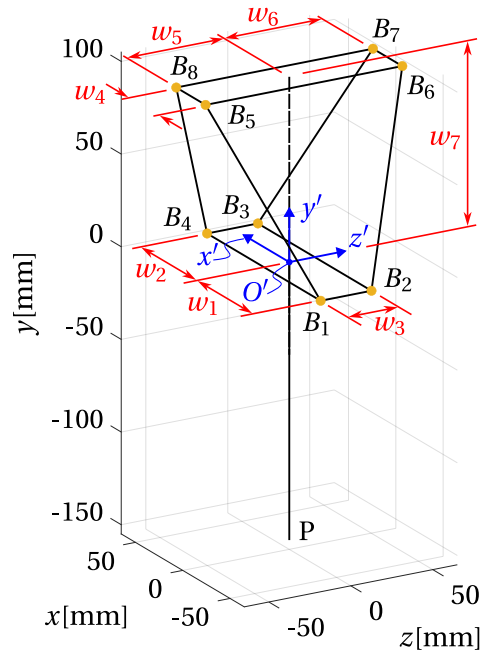 w₅
w₆
B₇
100
B₈
w₄
B₆
B₅
w₇
50
B₃
B₄
y′
z′
0
x′
w₂
O′
B₂
w₁
B₁
w₃
y[mm]
-50
-100
-150
P
50
0
-50
x[mm]
-50
0
50
z[mm]